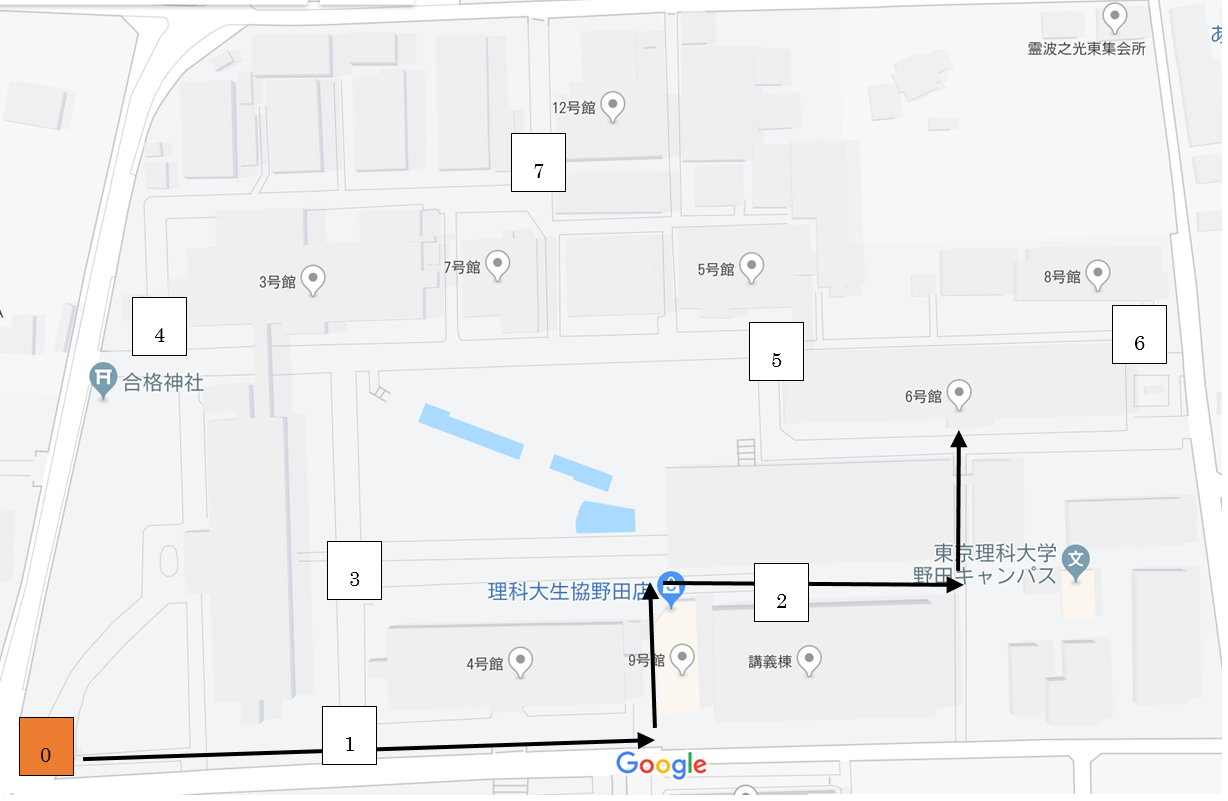 霊波之光東集会所
あ
12号館
7
3号館
7号館
5号館
8号館
4
5
6
合格神社
6号館
3
理科大生協野田店
2
東京理科大学
野田キャンパス
4号館
9号館
講義棟
0
1
Google